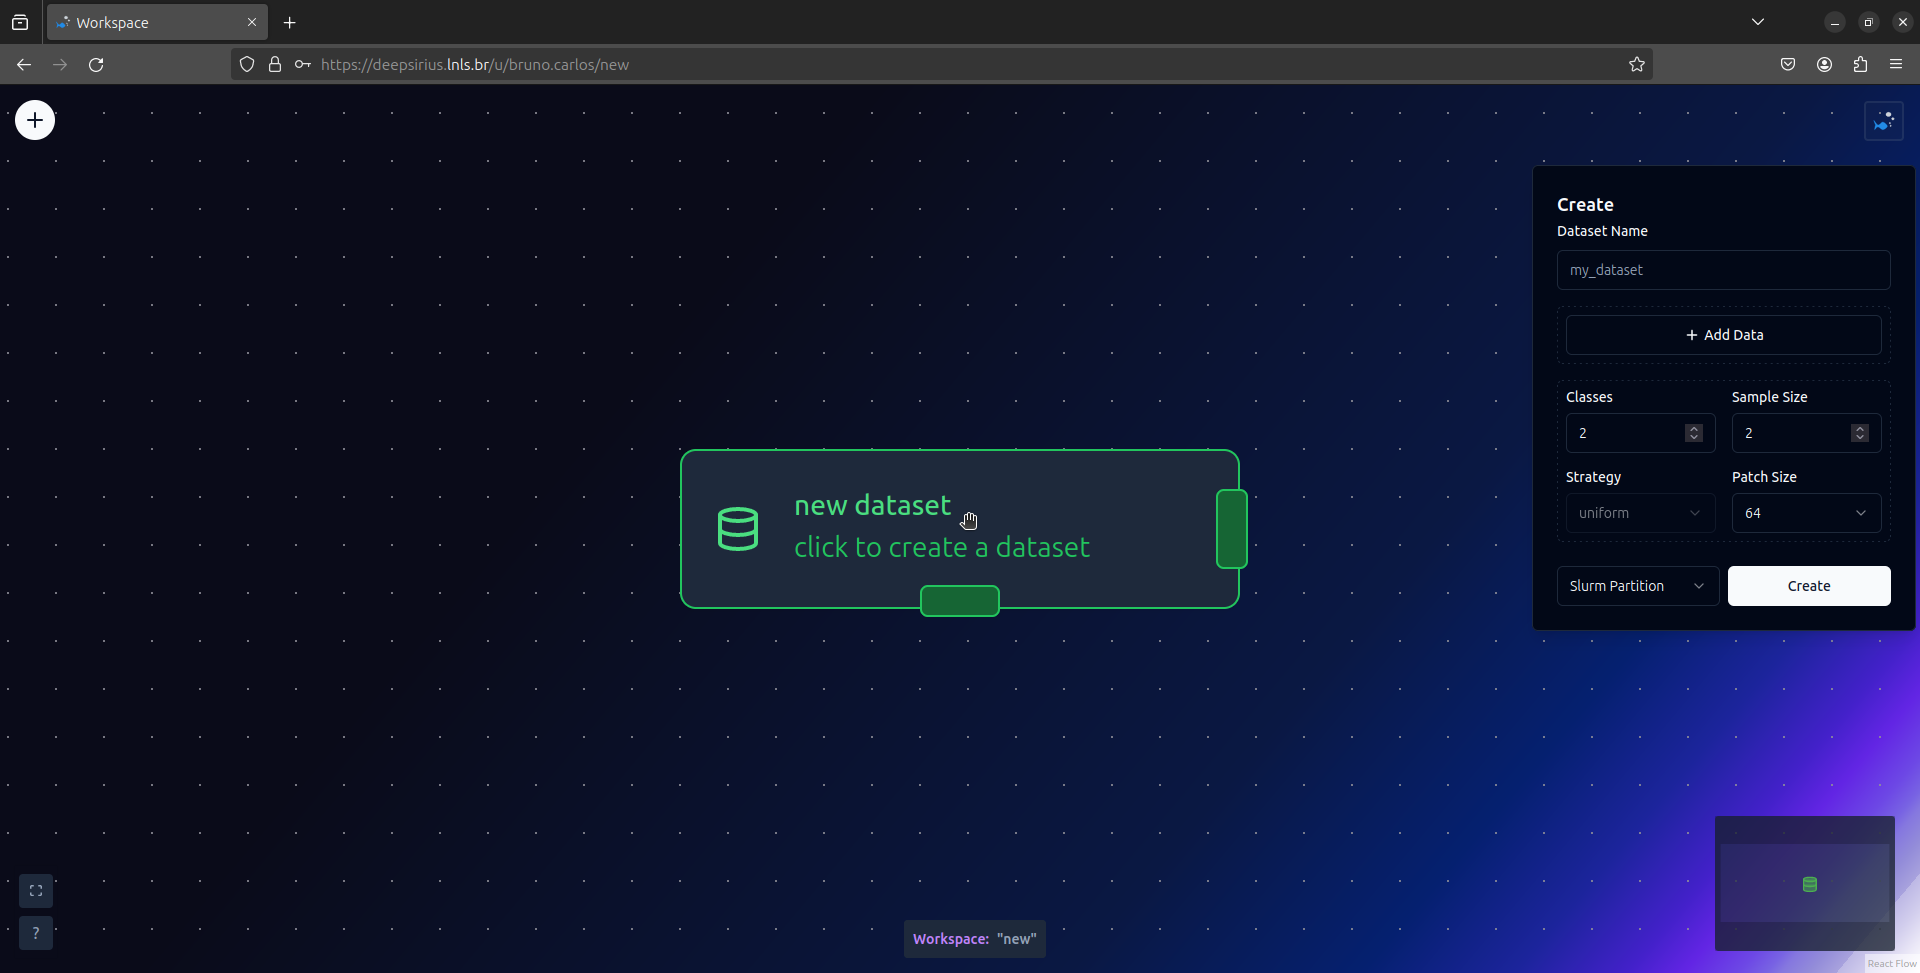 Workspace
https://deepsirius.lnls.br/u/bruno.carlos/new
Create
Dataset Name
my_dataset
+ Add Data
Classes
Sample Size
2
2
Strategy
Patch Size
uniform
64
Slurm Partition
Create
new dataset
click to create a dataset
?
Workspace: "new"
React Flow